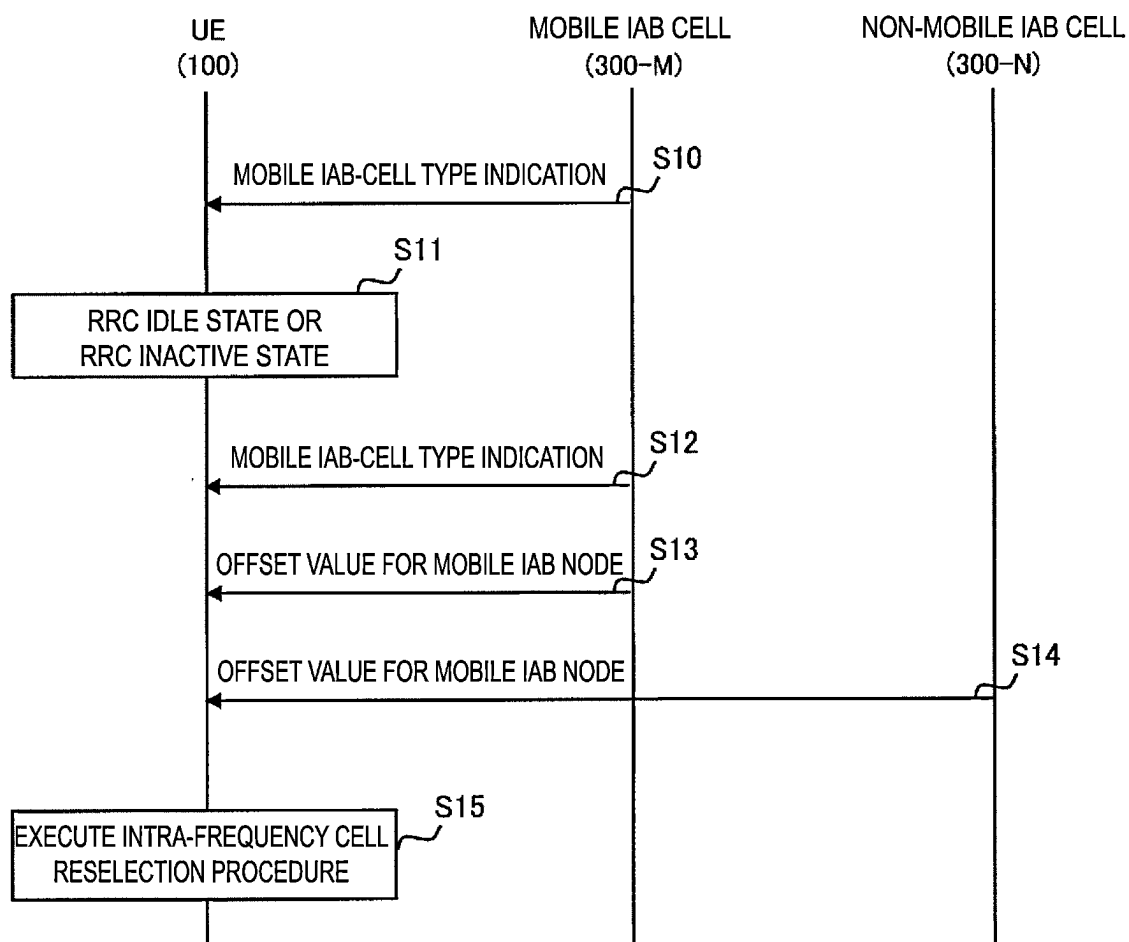 UE
(100)
MOBILE IAB CELL
(300-M)
NON-MOBILE IAB CELL
(300-N)
S10
MOBILE IAB-CELL TYPE INDICATION
S11
RRC IDLE STATE OR
RRC INACTIVE STATE
S12
MOBILE IAB-CELL TYPE INDICATION
S13
OFFSET VALUE FOR MOBILE IAB NODE
S14
OFFSET VALUE FOR MOBILE IAB NODE
S15
EXECUTE INTRA-FREQUENCY CELL
RESELECTION PROCEDURE